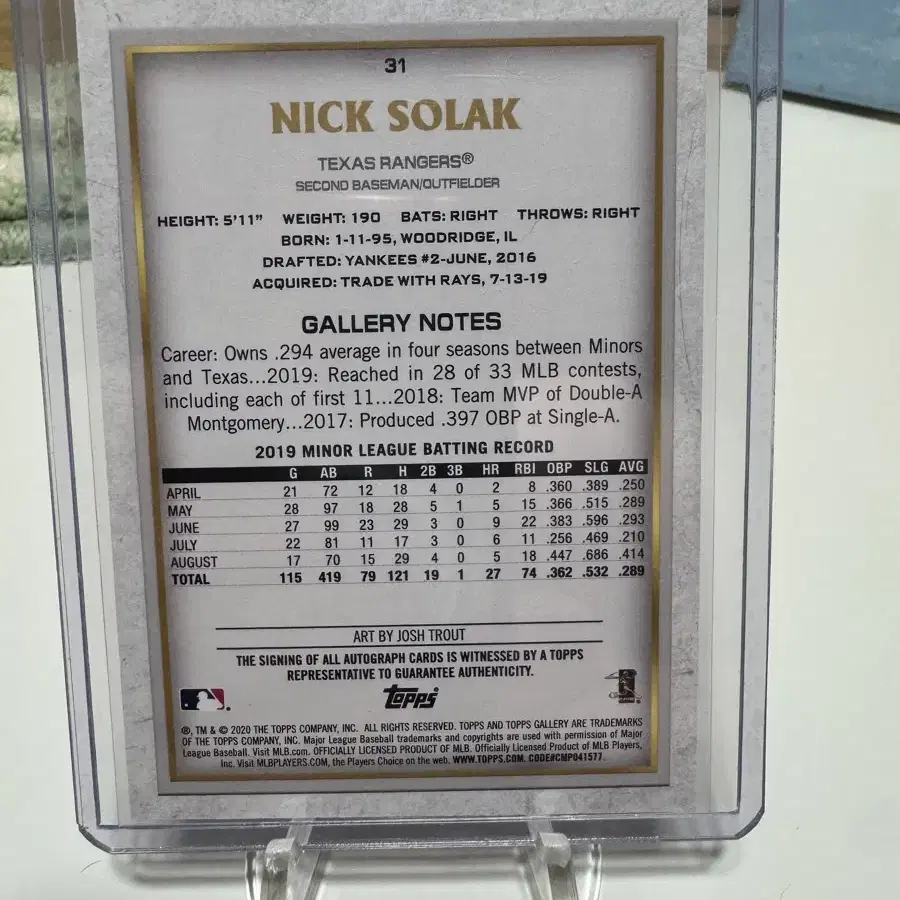 31
NICK SOLAK
TEXAS RANGERS®
SECOND BASEMAN/OUTFIELDER
HEIGHT: 5'11" WEIGHT: 190 BATS: RIGHT THROWS: RIGHT
BORN: 1-11-95, WOODRIDGE, IL
DRAFTED: YANKEES #2-JUNE, 2016
ACQUIRED: TRADE WITH RAYS, 7-13-19
GALLERY NOTES
Career: Owns .294 average in four seasons between Minors
and Texas...2019: Reached in 28 of 33 MLB contests,
including each of first 11...2018: Team MVP of Double-A
Montgomery...2017: Produced .397 OBP at Single-A.
2019 MINOR LEAGUE BATTING RECORD
G AB R H 2B 3B HR RBI OBP SLG AVG
APRIL 21 72 12 18 4 0 2 8 .360 .389 .250
MAY 28 97 18 28 5 1 5 15 .366 .515 .289
JUNE 27 99 23 29 3 0 9 22 .383 .596 .293
JULY 22 81 11 17 3 0 6 11 .256 .469 .210
AUGUST 17 70 15 29 4 0 5 18 .447 .686 .414
TOTAL 115 419 79 121 19 1 27 74 .362 .532 .289
ART BY JOSH TROUT
THE SIGNING OF ALL AUTOGRAPH CARDS IS WITNESSED BY A TOPPS
REPRESENTATIVE TO GUARANTEE AUTHENTICITY.
Topps
®, TM & © 2020 THE TOPPS COMPANY, INC. ALL RIGHTS RESERVED. TOPPS AND TOPPS GALLERY ARE TRADEMARKS
OF THE TOPPS COMPANY, INC. Major League Baseball trademarks and copyrights are used with permission of Major
League Baseball. Visit MLB.com. OFFICIALLY LICENSED PRODUCT OF MLB. Officially Licensed Product of MLB Players,
Inc. Visit MLBPLAYERS.COM, the Players Choice on the web. WWW.TOPPS.COM. CODE#CMP041577.